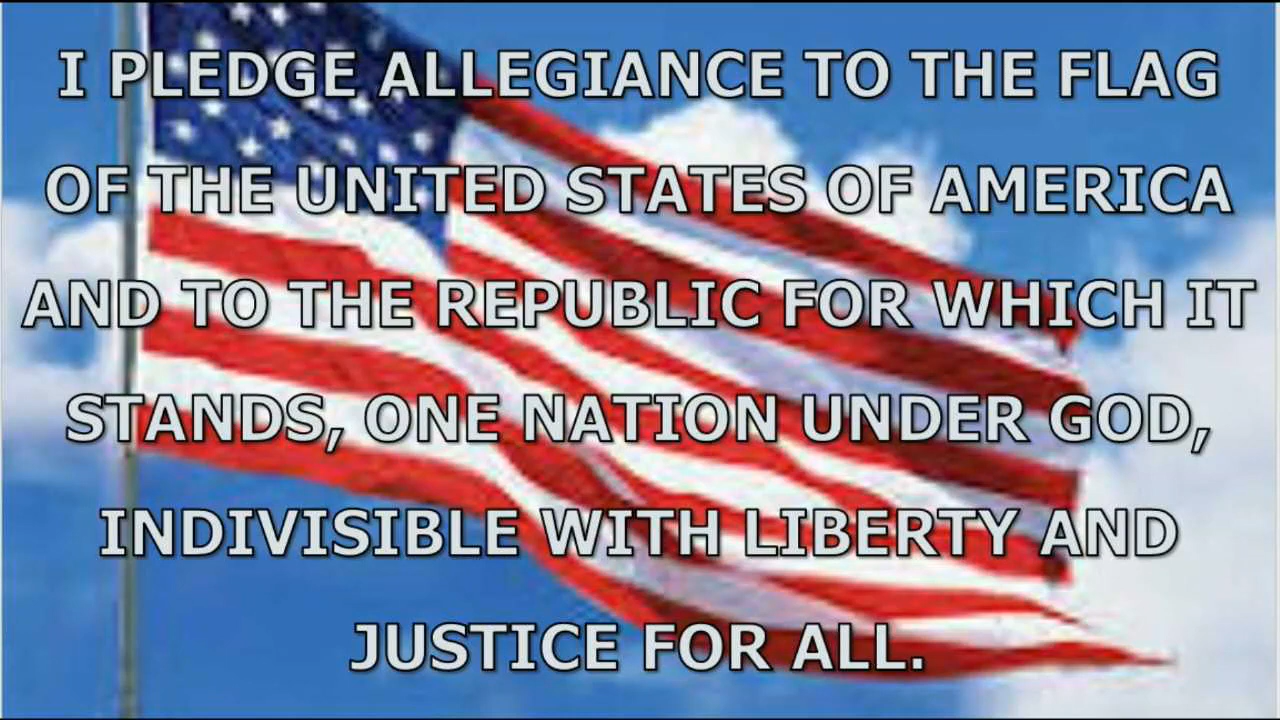 I PLEDGE ALLEGIANCE TO THE FLAG
OF THE UNITED STATES OF AMERICA
AND TO THE REPUBLIC FOR WHICH IT
STANDS, ONE NATION UNDER GOD,
INDIVISIBLE WITH LIBERTY AND
JUSTICE FOR ALL.